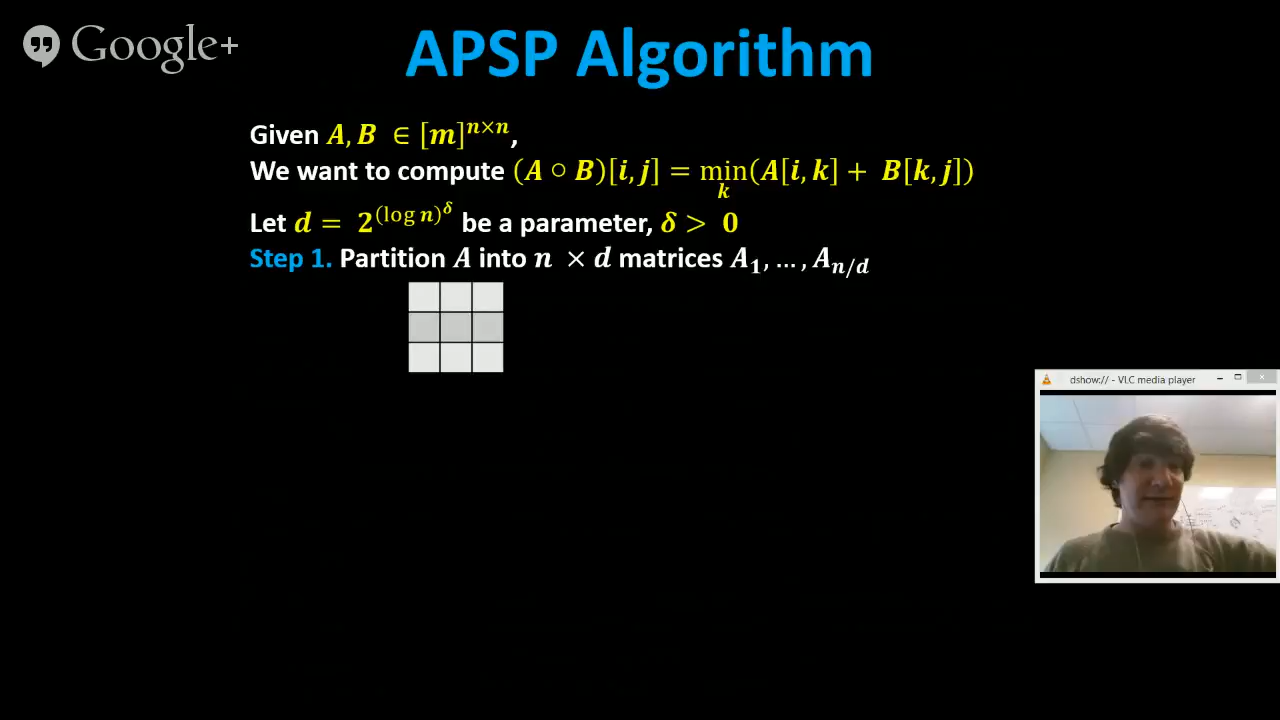 Google+
APSP Algorithm
Given A, B ∈ [m]^{n×n},
We want to compute (A ∘ B)[i, j] = min_k(A[i, k] + B[k, j])
Let d = 2^{(log n)^δ} be a parameter, δ > 0
Step 1. Partition A into n × d matrices A_1, ..., A_{n/d}
dshow:// - VLC media player